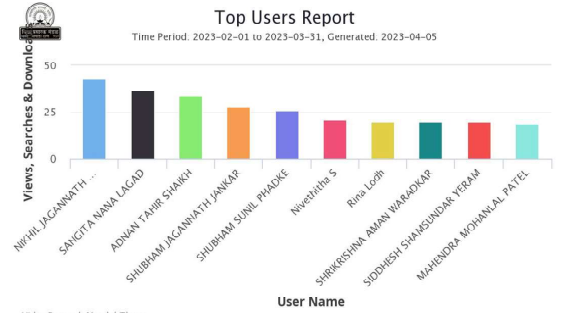 Top Users Report
Time Period: 2023-02-01 to 2023-03-31, Generated: 2023-04-05
Views, Searches & Downloa
50
25
0
NIKHIL JAGANNATH ...
SANGITA NANA LAGAD
ADNAN TAHIR SHAIKH
SHUBHAM JAGANNATH JANKAR
SHUBHAM SUNIL PHADKE
Nivethitha S
Rina Lodh
SHRIKRISHNA AMAN WARADKAR
SIDDHESH SHAMSUNDAR YERAM
MAHENDRA MOHANLAL PATEL
User Name